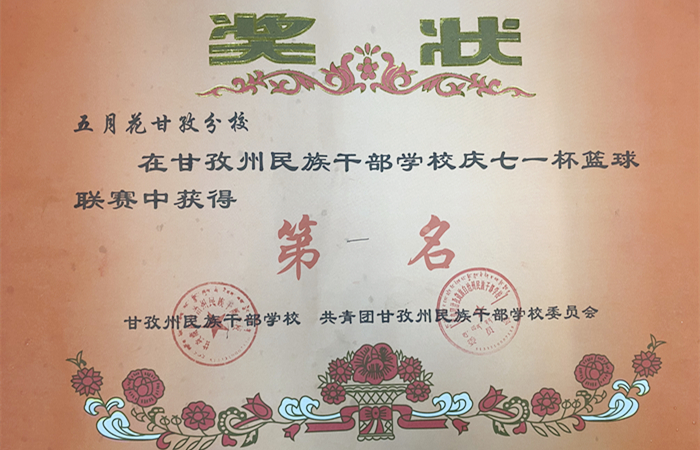 奖状
五月花甘孜分校
在甘孜州民族干部学校庆七一杯篮球
联赛中获得
第一名
甘孜州民族干部学校 共青团甘孜州民族干部学校委员会